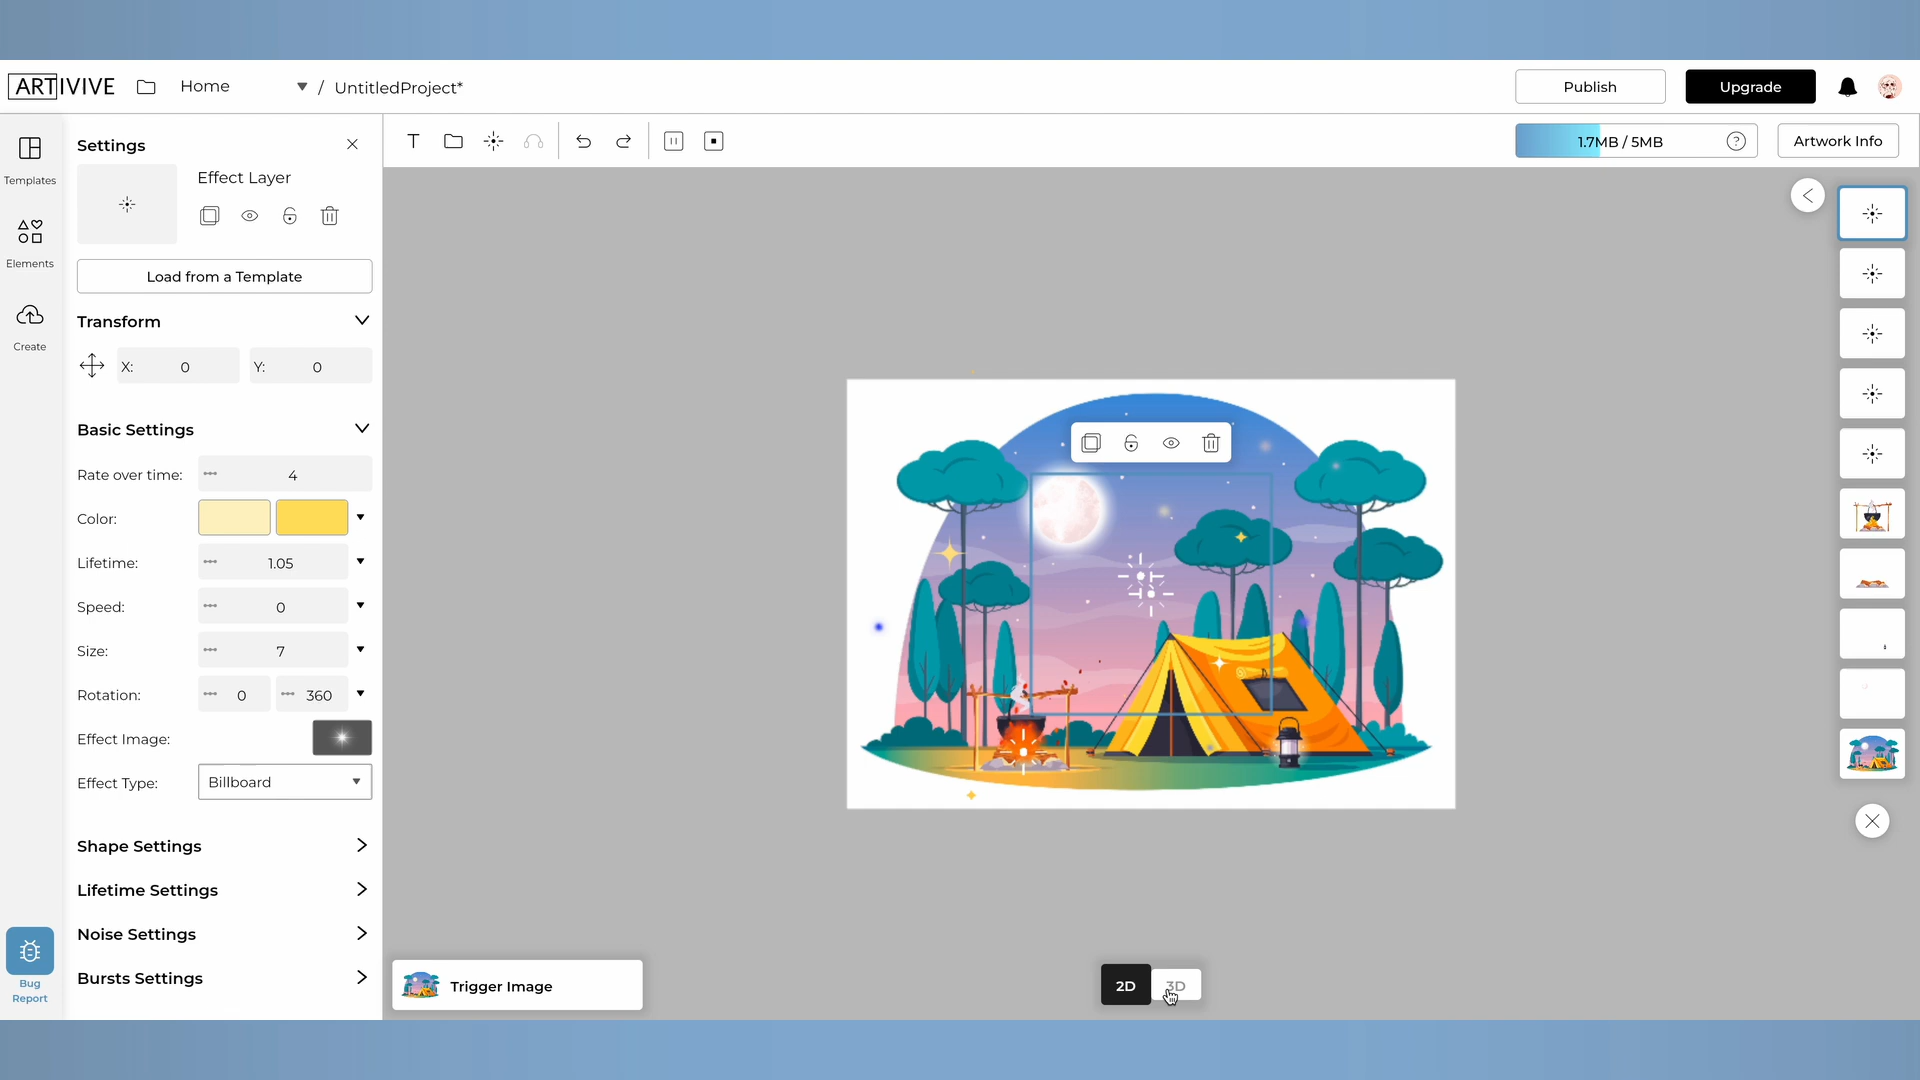 ARTIVIVE
Home
/ UntitledProject*
Publish
Upgrade
Templates
Elements
Create
Bug
Report
Settings
Effect Layer
Load from a Template
Transform
X: 0
Y: 0
Basic Settings
Rate over time: 4
Color:
Lifetime: 1.05
Speed: 0
Size: 7
Rotation: 0 360
Effect Image:
Effect Type: Billboard
Shape Settings
Lifetime Settings
Noise Settings
Bursts Settings
T
1.7MB / 5MB
?
Artwork Info
Trigger Image
2D
3D